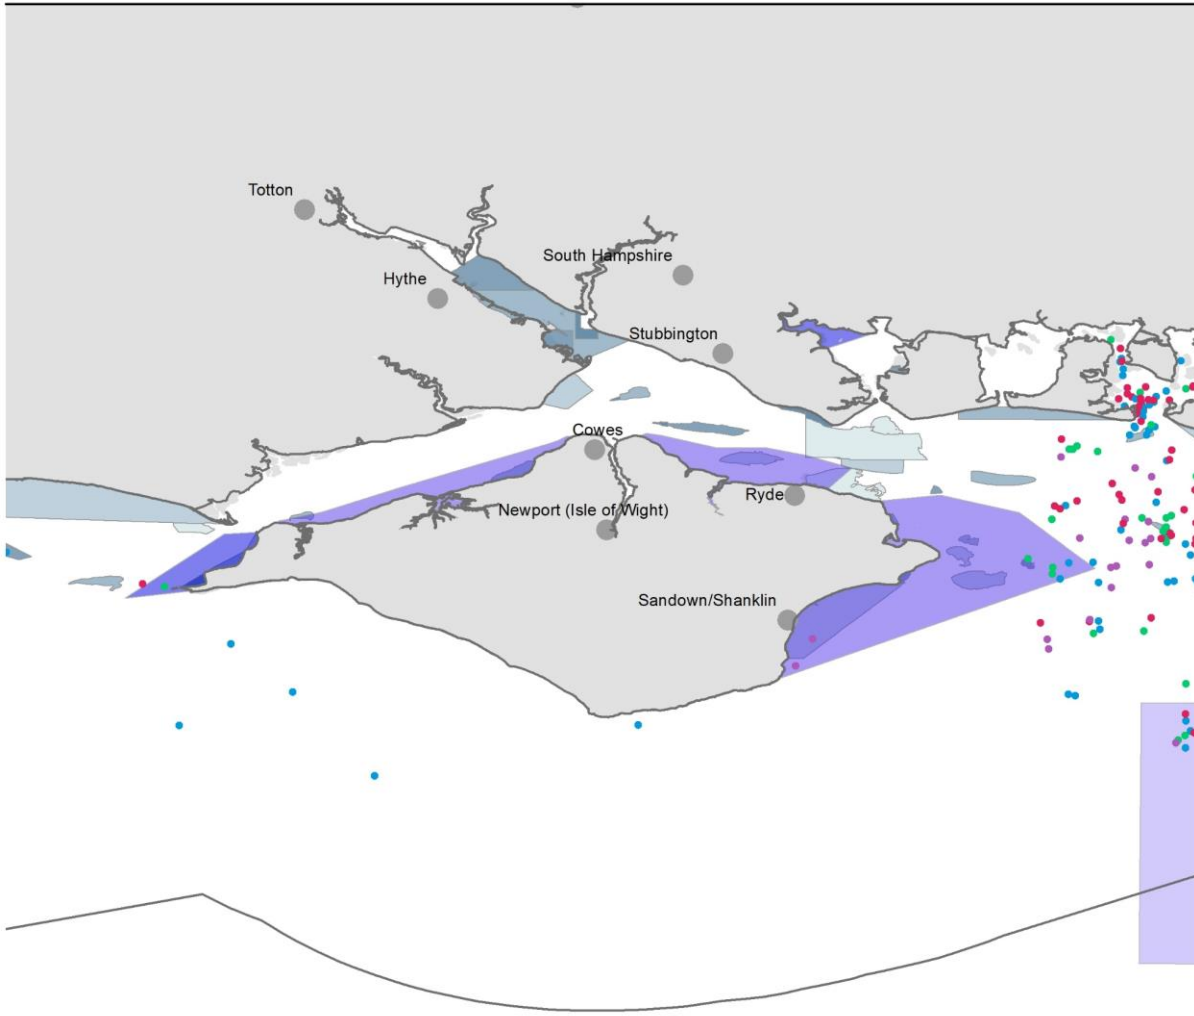 Totton
South Hampshire
Hythe
Stubbington
Cowes
Ryde
Newport (Isle of Wight)
Sandown/Shanklin